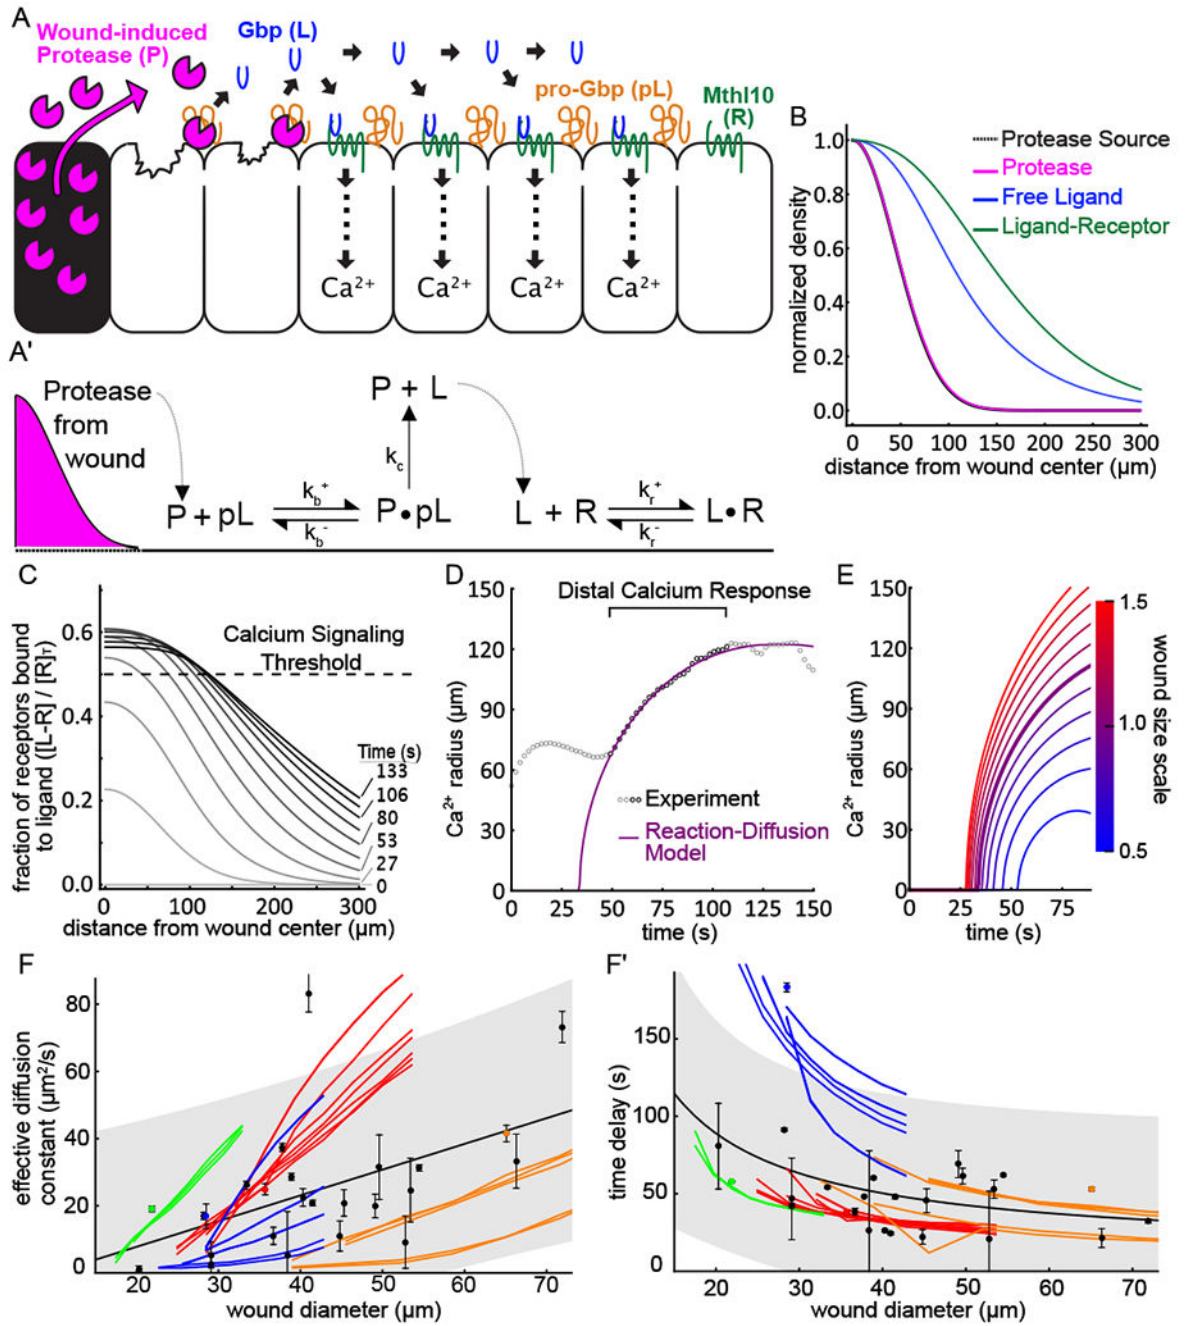 A
Wound-induced
Protease (P)
Gbp (L)
pro-Gbp (pL)
Mthl10
(R)
Ca2+
Ca2+
Ca2+
Ca2+
A'
Protease
from
wound
P + pL
kb+
kb-
P•pL
kc
P + L
L + R
kr+
kr-
L•R
B
normalized density
1.0
0.8
0.6
0.4
0.2
0.0
Protease Source
Protease
Free Ligand
Ligand-Receptor
0 50 100 150 200 250 300
distance from wound center (µm)
C
fraction of receptors bound
to ligand ([L-R] / [R]T)
0.6
0.4
0.2
0.0
Calcium Signaling
Threshold
Time (s)
133
106
80
53
27
0
0 100 200 300
distance from wound center (µm)
D
Distal Calcium Response
Ca2+ radius (µm)
150
120
90
60
30
0
Experiment
Reaction-Diffusion
Model
0 25 50 75 100 125 150
time (s)
E
Ca2+ radius (µm)
150
120
90
60
30
0
0 25 50 75
time (s)
1.5
1.0
0.5
wound size scale
F
effective diffusion
constant (µm2/s)
80
60
40
20
0
20 30 40 50 60 70
wound diameter (µm)
F'
time delay (s)
150
100
50
0
20 30 40 50 60 70
wound diameter (µm)